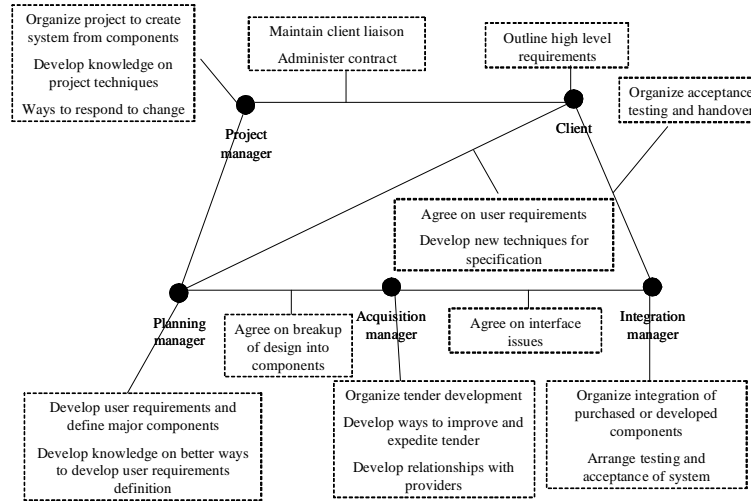 Organize project to create
system from components
Develop knowledge on
project techniques
Ways to respond to change
Maintain client liaison
Administer contract
Outline high level
requirements
Organize acceptance
testing and handover
Project
manager
Client
Agree on user requirements
Develop new techniques for
specification
Planning
manager
Agree on breakup
of design into
components
Acquisition
manager
Agree on interface
issues
Integration
manager
Develop user requirements and
define major components
Develop knowledge on better ways
to develop user requirements
definition
Organize tender development
Develop ways to improve and
expedite tender
Develop relationships with
providers
Organize integration of
purchased or developed
components
Arrange testing and
acceptance of system